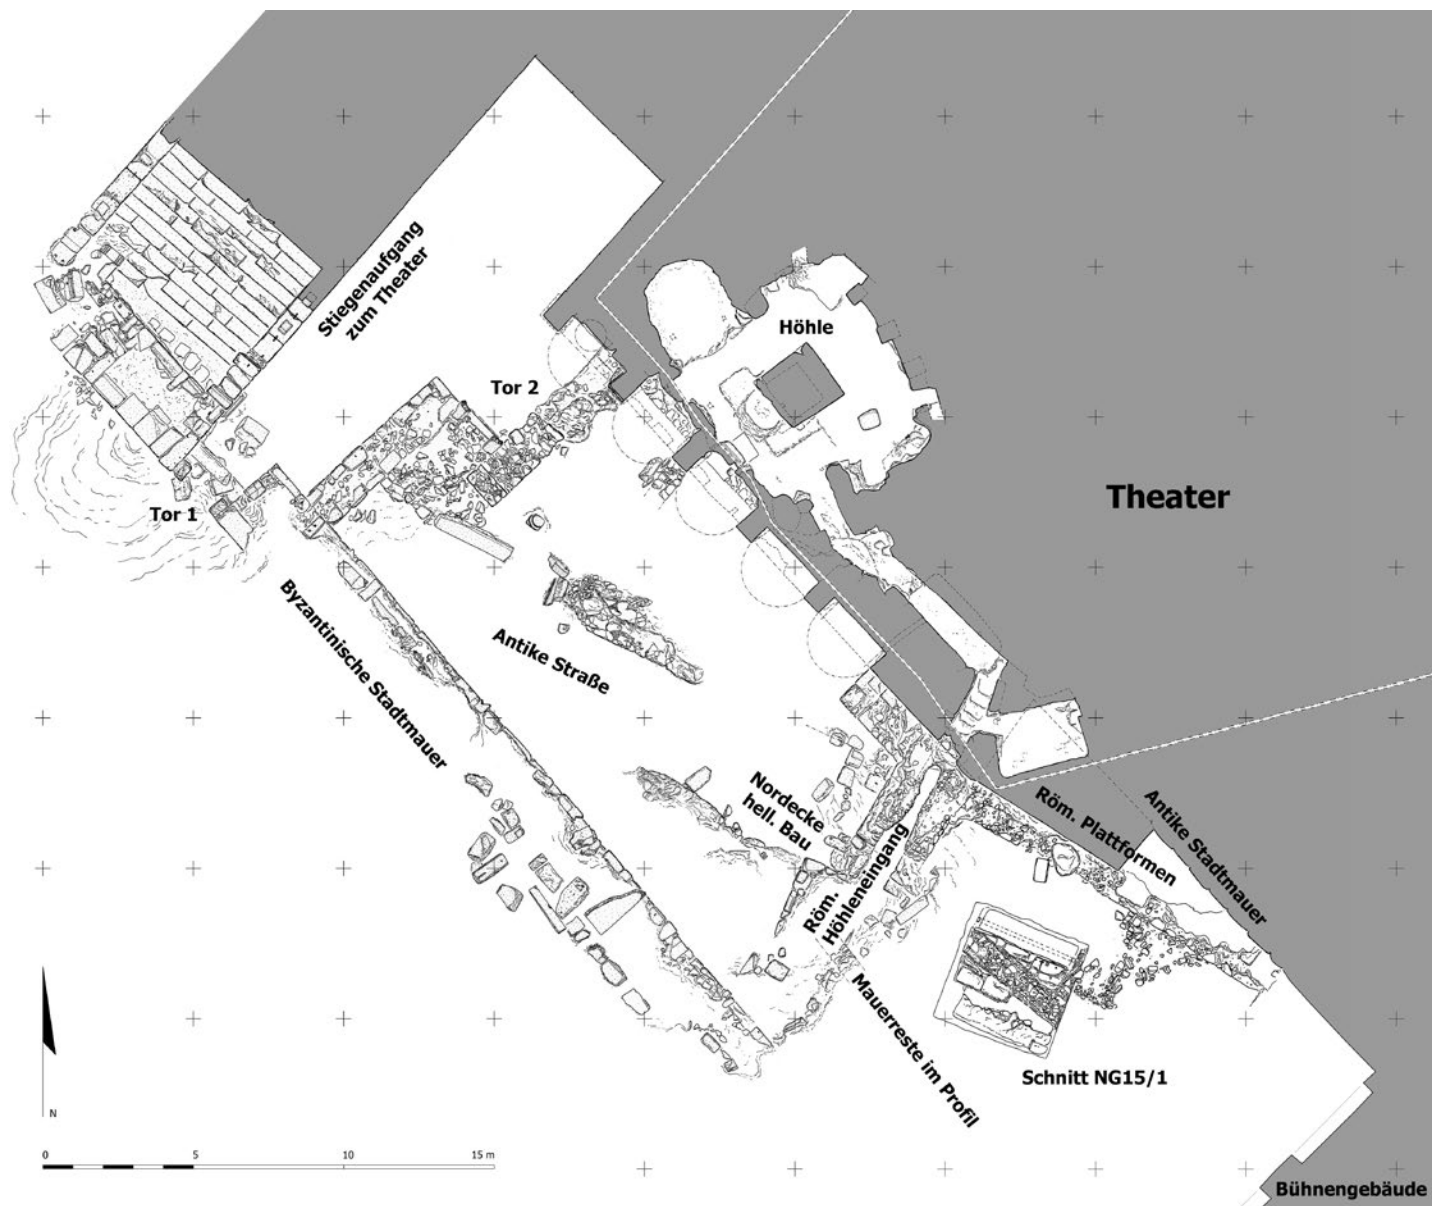 Stiegenaufgang
zum Theater
Höhle
Tor 2
Theater
Tor 1
Byzantinische Stadtmauer
Antike Straße
Nordecke
hell. Bau
Röm.
Höhleneingang
Röm. Plattformen
Antike Stadtmauer
Mauerreste im Profil
Schnitt NG15/1
N
0 5 10 15 m
Bühnengebäude